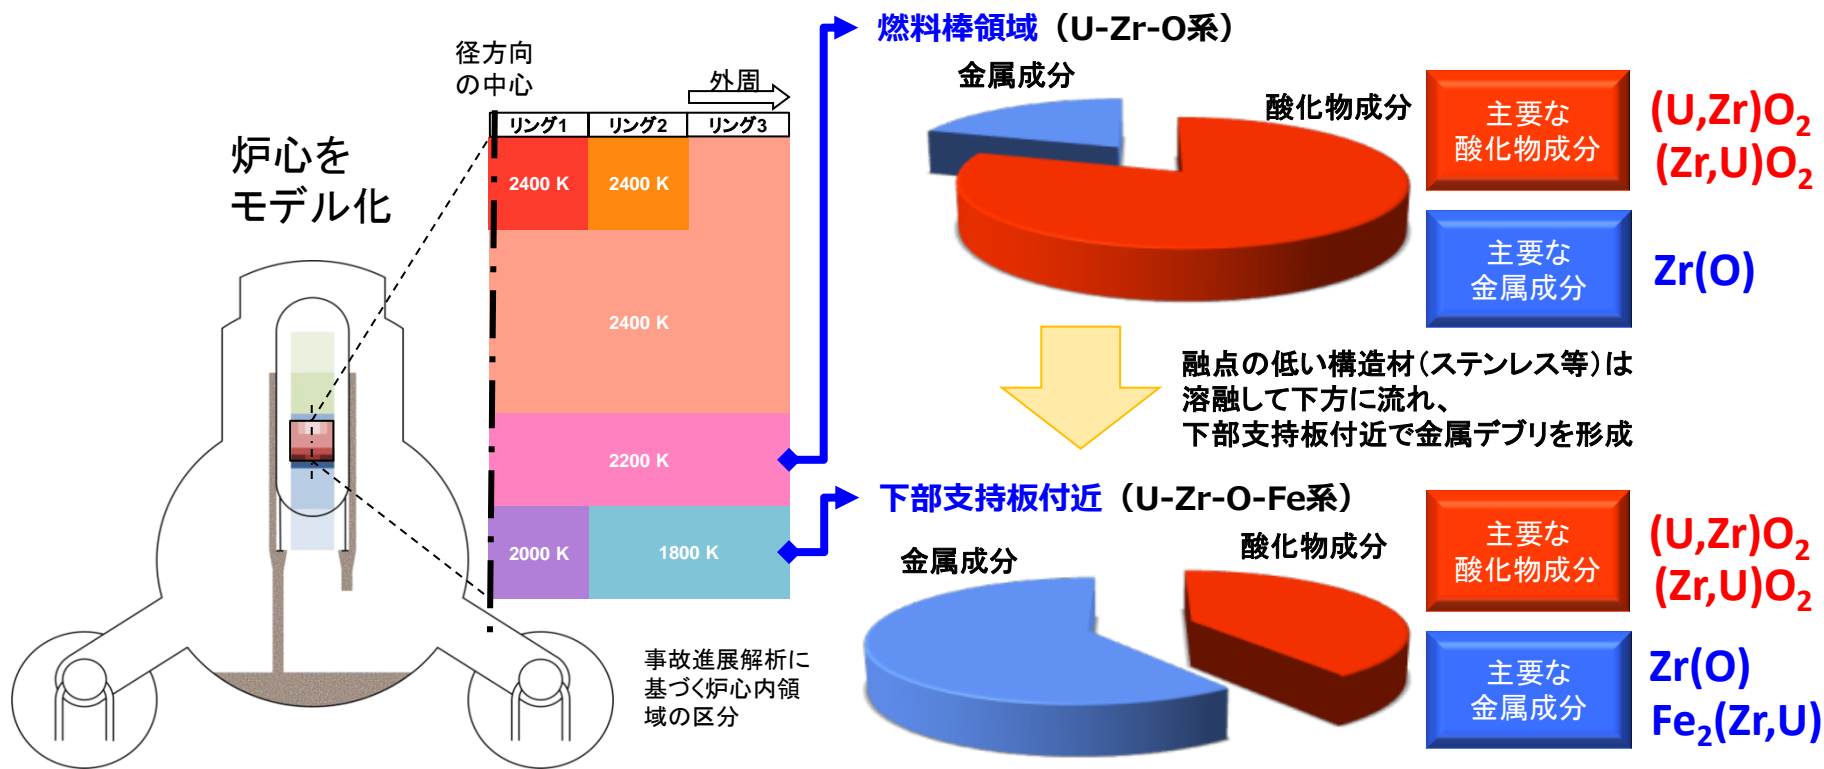 炉心を
モデル化
径方向
の中心
外周
リング1
リング2
リング3
2400 K
2400 K
2400 K
2200 K
2000 K
1800 K
事故進展解析に
基づく炉心内領
域の区分
燃料棒領域（U-Zr-O系）
金属成分
酸化物成分
主要な
酸化物成分
(U,Zr)O₂
(Zr,U)O₂
主要な
金属成分
Zr(O)
融点の低い構造材（ステンレス等）は
溶融して下方に流れ、
下部支持板付近で金属デブリを形成
下部支持板付近（U-Zr-O-Fe系）
金属成分
酸化物成分
主要な
酸化物成分
(U,Zr)O₂
(Zr,U)O₂
主要な
金属成分
Zr(O)
Fe₂(Zr,U)